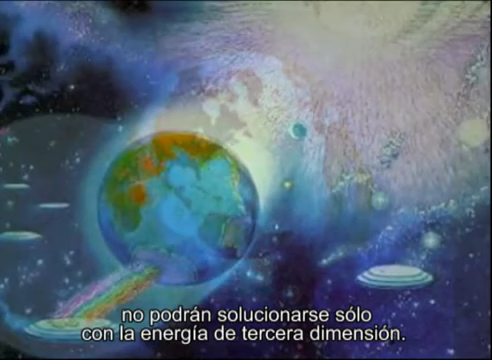 no podrán solucionarse sólo
con la energía de tercera dimensión.